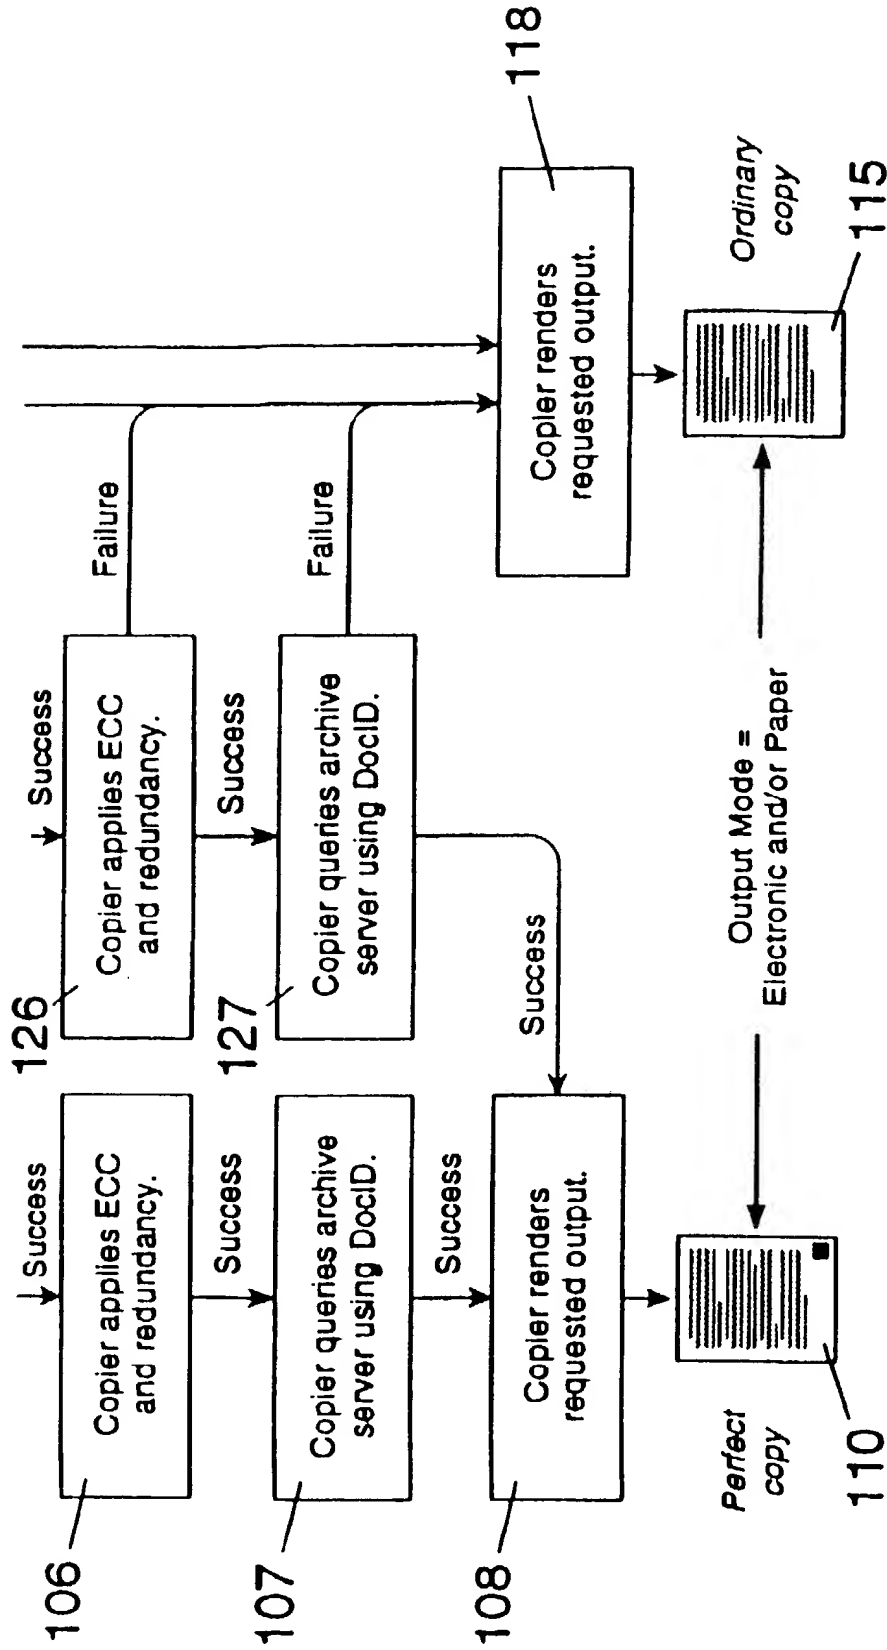 Success
Success
106
Copier applies ECC
and redundancy.
126
Copier applies ECC
and redundancy.
Failure
Success
Success
107
Copier queries archive
server using DocID.
127
Copier queries archive
server using DocID.
Failure
Success
Success
108
Copier renders
requested output.
Copier renders
requested output.
118
Perfect
copy
110
Output Mode =
Electronic and/or Paper
Ordinary
copy
115